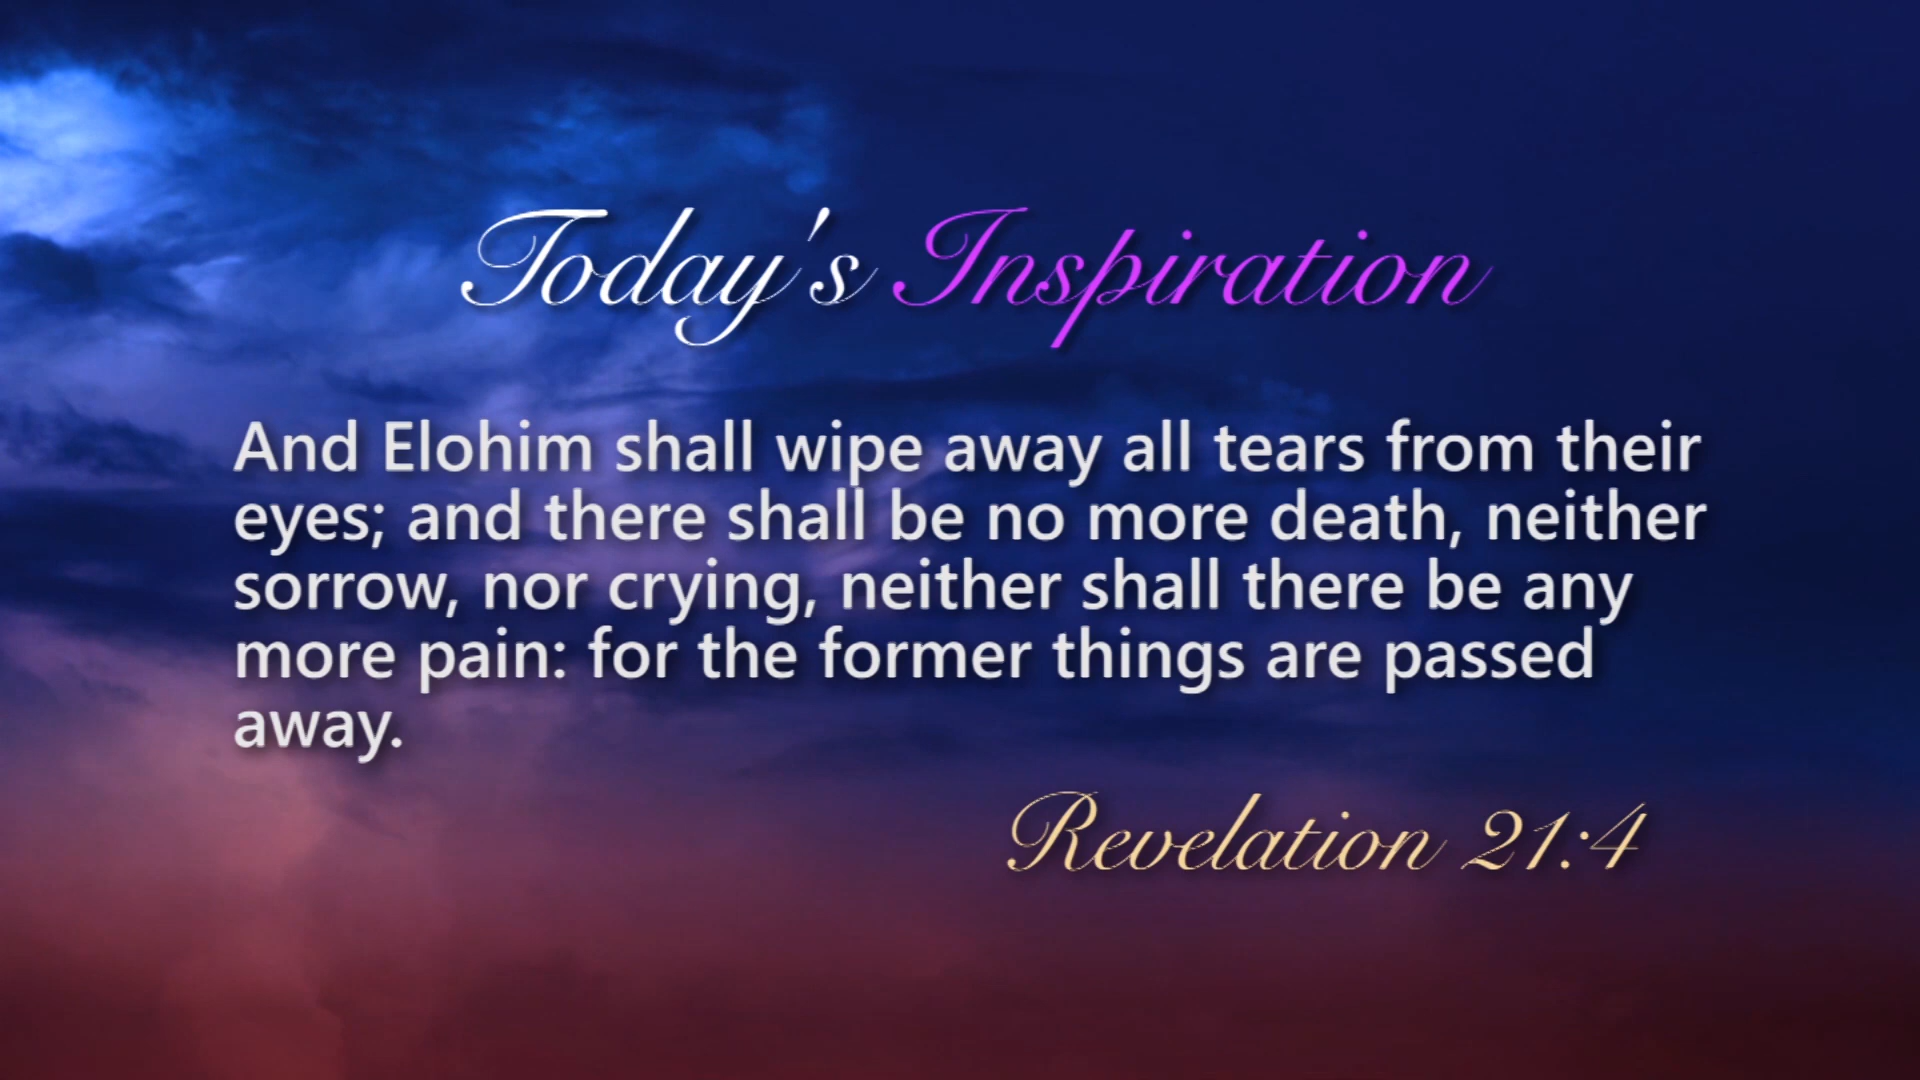 Today's Inspiration
And Elohim shall wipe away all tears from their
eyes; and there shall be no more death, neither
sorrow, nor crying, neither shall there be any
more pain: for the former things are passed
away.
Revelation 21:4